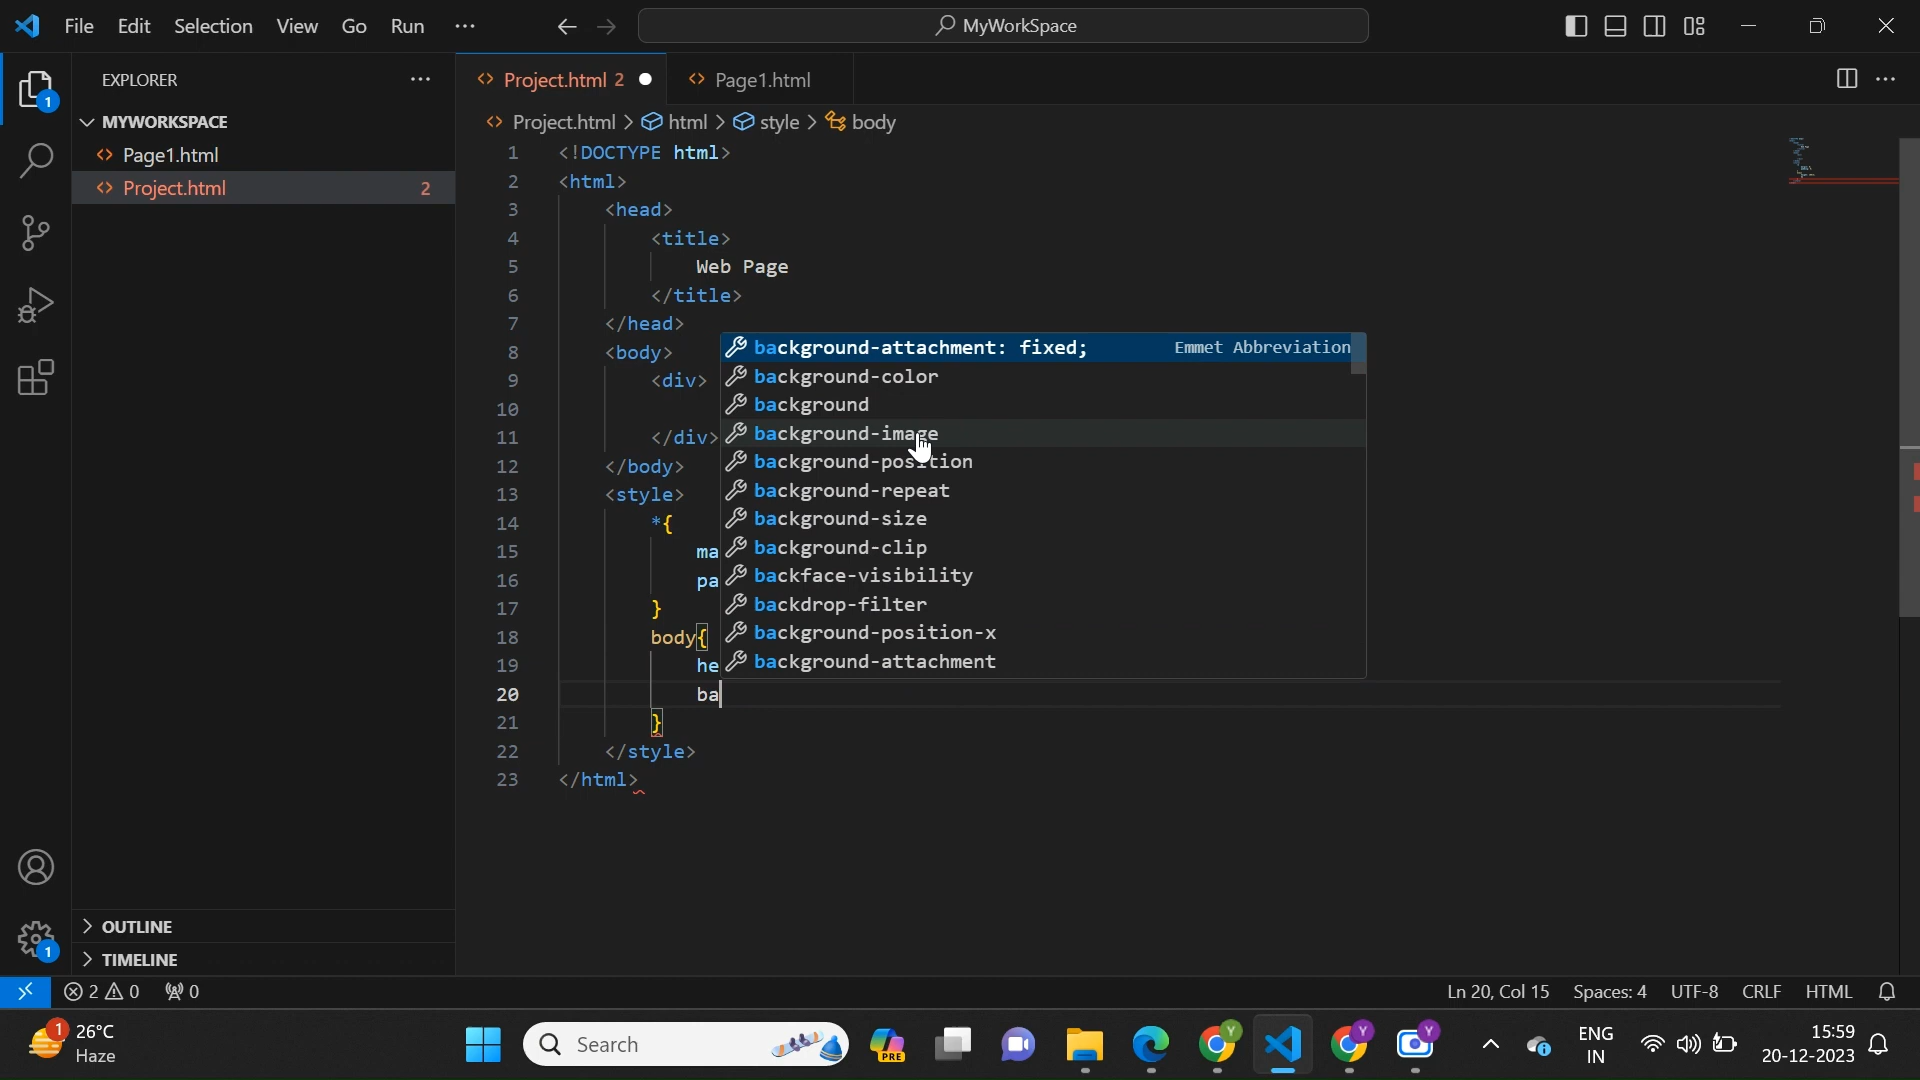 File Edit Selection View Go Run ···
MyWorkSpace
EXPLORER ···
1
MYWORKSPACE
Page1.html
Project.html 2
Project.html 2
Page1.html
Project.html > html > style > body
1 <!DOCTYPE html>
2 <html>
3 <head>
4 <title>
5 Web Page
6 </title>
7 </head>
8 <body>
9 <div>
10
11 </div>
12 </body>
13 <style>
14 *{
15 ma
16 pa
17 }
18 body{
19 he
20 ba
21 }
22 </style>
23 </html>
background-attachment: fixed; Emmet Abbreviation
background-color
background
background-image
background-position
background-repeat
background-size
background-clip
backface-visibility
backdrop-filter
background-position-x
background-attachment
OUTLINE
1
TIMELINE
2 0 0
Ln 20, Col 15 Spaces: 4 UTF-8 CRLF HTML
1 26°C
Haze
Search
PRE
Y
Y
Y
ENG
IN
15:59
20-12-2023